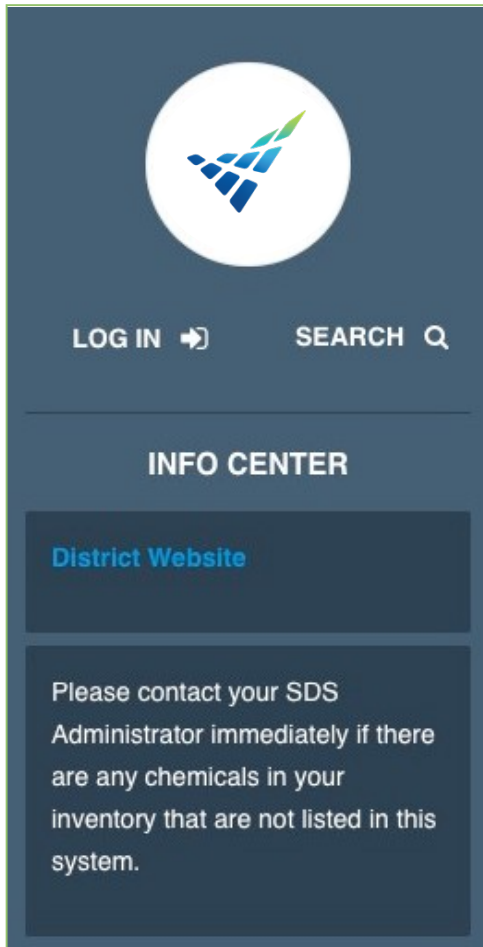 LOG IN
SEARCH
INFO CENTER
District Website
Please contact your SDS
Administrator immediately if there
are any chemicals in your
inventory that are not listed in this
system.